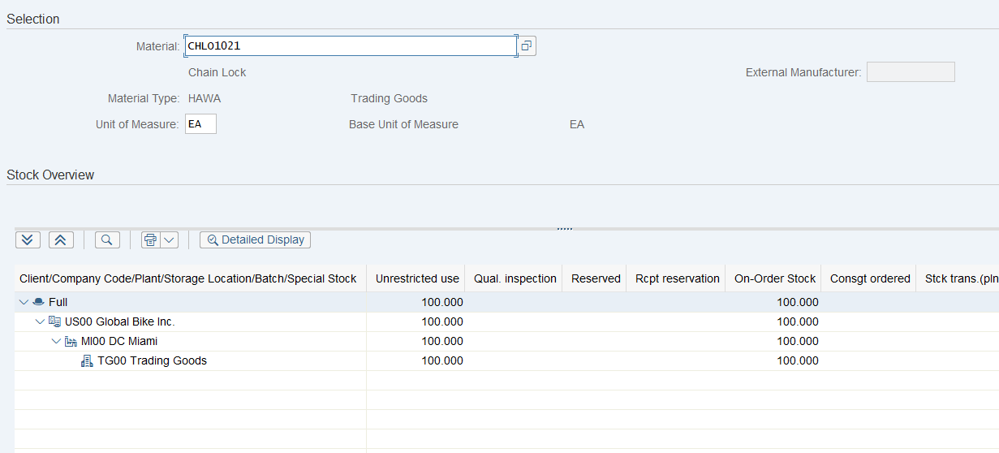 Selection
Material: CHLO1021
Chain Lock External Manufacturer:
Material Type: HAWA Trading Goods
Unit of Measure: EA Base Unit of Measure EA
Stock Overview
Detailed Display
Client/Company Code/Plant/Storage Location/Batch/Special Stock Unrestricted use Qual. inspection Reserved Rcpt reservation On-Order Stock Consgt ordered Stck trans.(pln
Full 100.000 100.000
US00 Global Bike Inc. 100.000 100.000
MI00 DC Miami 100.000 100.000
TG00 Trading Goods 100.000 100.000